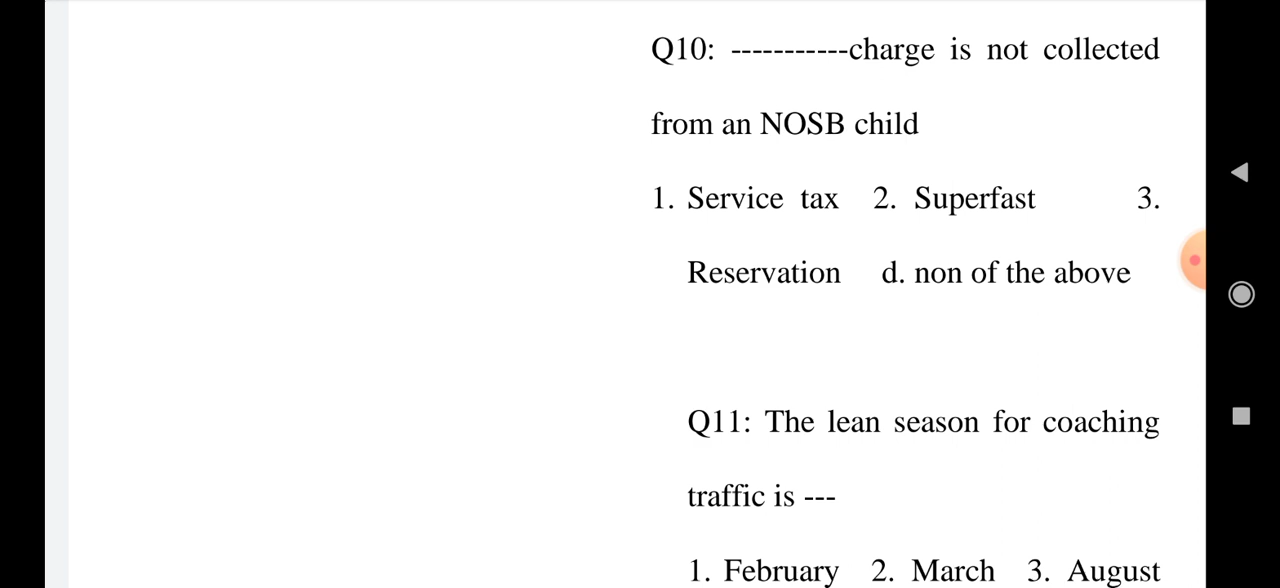 Q10: -----------charge is not collected
from an NOSB child
1. Service tax 2. Superfast 3.
Reservation d. non of the above
Q11: The lean season for coaching
traffic is ---
1. February 2. March 3. August